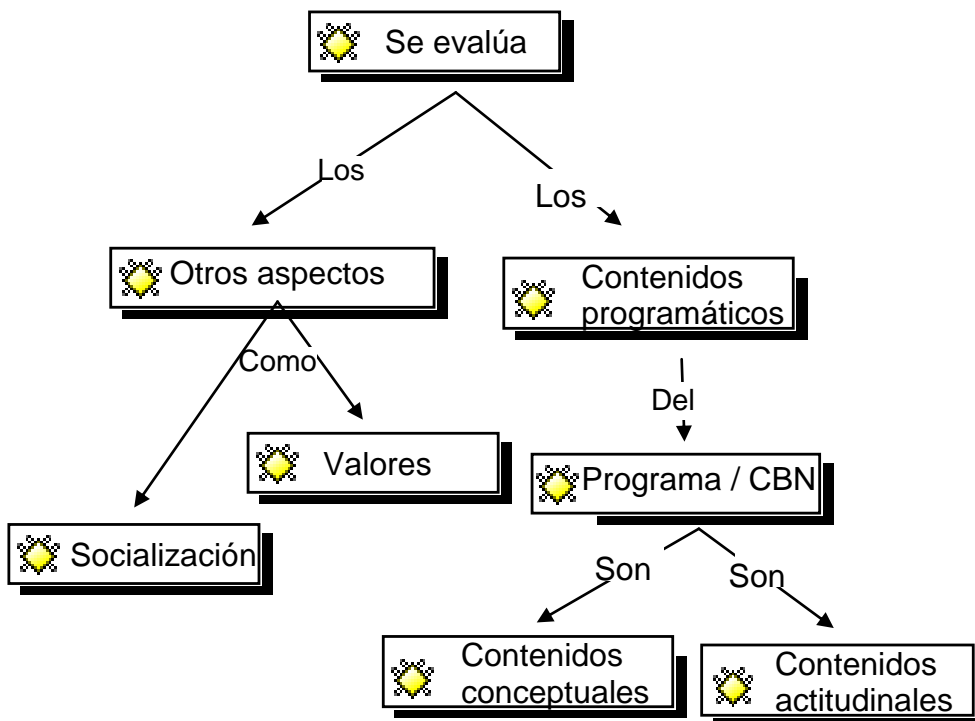 Se evalúa
Los
Los
Otros aspectos
Contenidos
programáticos
Como
Del
Valores
Programa / CBN
Socialización
Son
Son
Contenidos
conceptuales
Contenidos
actitudinales